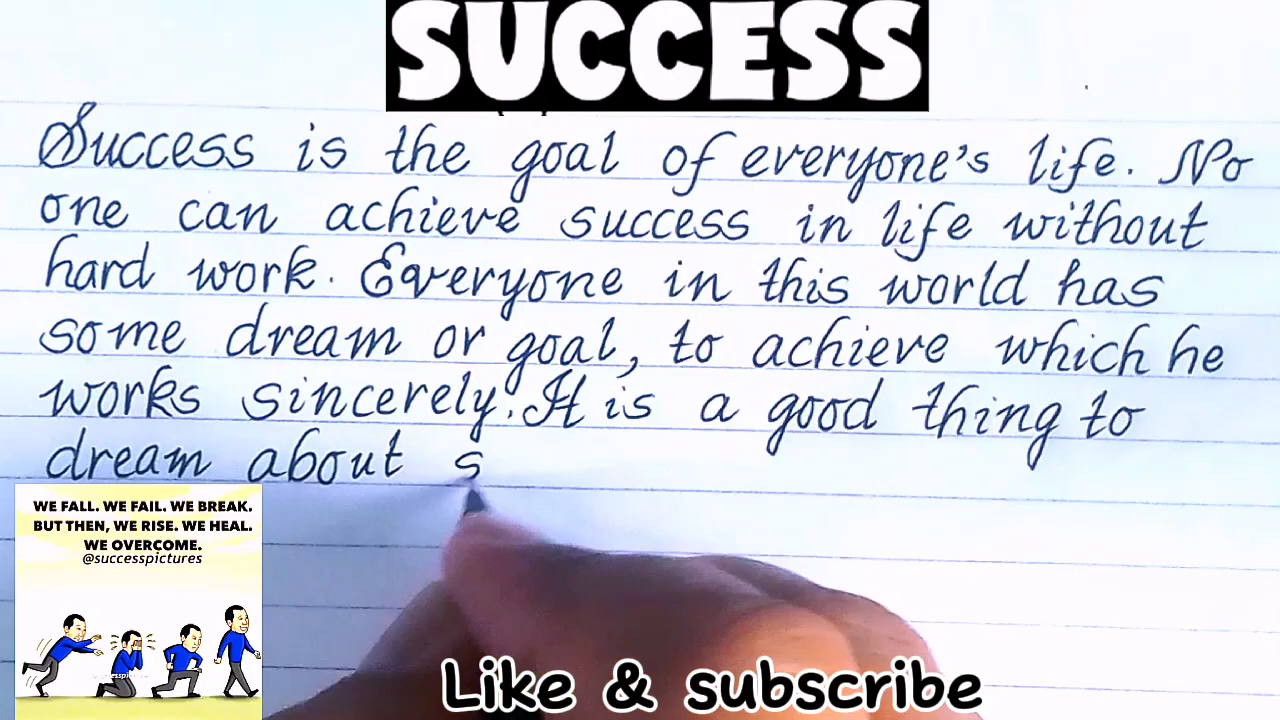 SUCCESS
Success is the goal of everyone's life. No
one can achieve success in life without
hard work. Everyone in this world has
some dream or goal, to achieve which he
works sincerely. It is a good thing to
dream about s
WE FALL. WE FAIL. WE BREAK.
BUT THEN, WE RISE. WE HEAL.
WE OVERCOME.
@successpictures
Like & subscribe